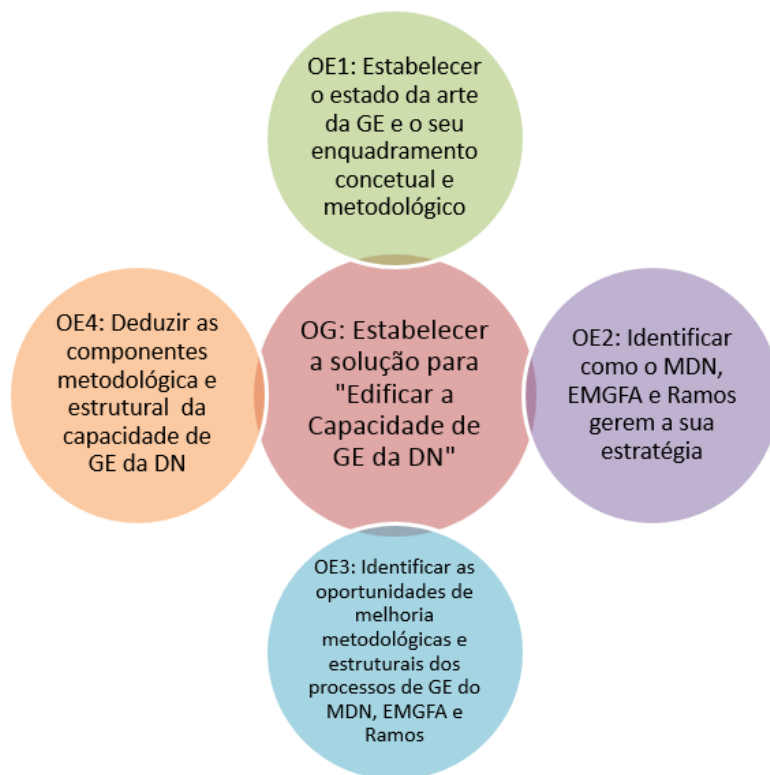 OE1: Estabelecer
o estado da arte
da GE e o seu
enquadramento
concetual e
metodológico
OE4: Deduzir as
componentes
metodológica e
estrutural da
capacidade de
GE da DN
OG: Estabelecer
a solução para
"Edificar a
Capacidade de
GE da DN"
OE2: Identificar
como o MDN,
EMGFA e Ramos
gerem a sua
estratégia
OE3: Identificar as
oportunidades de
melhoria
metodológicas e
estruturais dos
processos de GE do
MDN, EMGFA e
Ramos